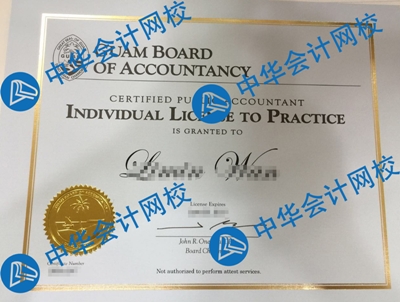 GUAM BOARD
OF ACCOUNTANCY
CERTIFIED PUBLIC ACCOUNTANT
INDIVIDUAL LICENSE TO PRACTICE
IS GRANTED TO
License Expires
John R.
Board
Number
Not authorized to perform attest services.
中华会计网校
中华会计网校
中华会计网校
中华会计网校